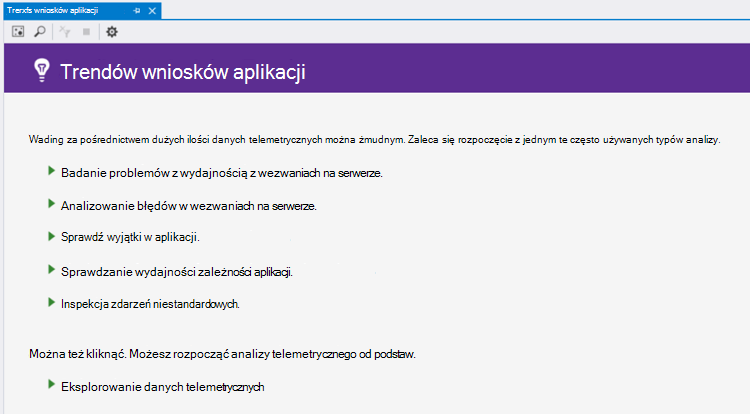 Trerxfs wniosków aplikacji
Trendów wniosków aplikacji
Wading za pośrednictwem dużych ilości danych telemetrycznych można żmudnym. Zaleca się rozpoczęcie z jednym te często używanych typów analizy.
Badanie problemów z wydajnością z wezwaniach na serwerze.
Analizowanie błędów w wezwaniach na serwerze.
Sprawdź wyjątki w aplikacji.
Sprawdzanie wydajności zależności aplikacji.
Inspekcja zdarzeń niestandardowych.
Można też kliknąć. Możesz rozpocząć analizy telemetrycznego od podstaw.
Eksplorowanie danych telemetrycznych